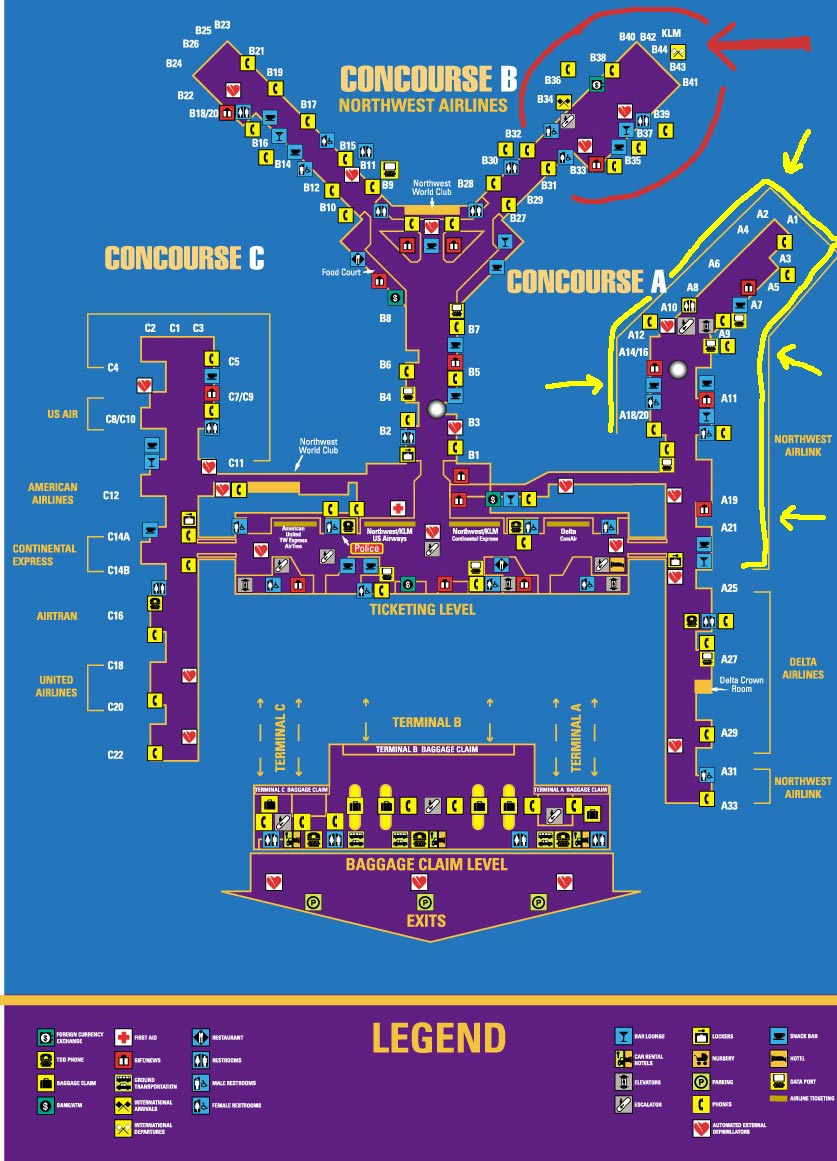 CONCOURSE B
NORTHWEST AIRLINES
B25
B23
B26
B24
B21
B19
B22
B18/20
B17
B16
B14
B15
B11
B12
B9
B10
B40
B42
KLM
B44
B43
B41
B38
B36
B34
B39
B37
B35
B33
B32
B30
B31
B28
B29
B27
Northwest
World Club
Food Court
B8
B7
B6
B5
B4
B3
B2
B1
CONCOURSE C
C2
C1
C3
C4
C5
C7/C9
US AIR
C8/C10
C11
Northwest
World Club
AMERICAN
AIRLINES
C12
CONTINENTAL
EXPRESS
C14A
C14B
AIRTRAN
C16
UNITED
AIRLINES
C18
C20
C22
CONCOURSE A
A2
A1
A4
A3
A6
A5
A8
A7
A10
A9
A12
A14/16
A11
A18/20
NORTHWEST
AIRLINK
A19
A21
A25
A27
DELTA
AIRLINES
Delta Crown
Room
A29
A31
NORTHWEST
AIRLINK
A33
American
United
TW Express
AirTran
Police
Northwest/KLM
US Airways
Northwest/KLM
Continental Express
Delta
ComAir
TICKETING LEVEL
TERMINAL C
TERMINAL B
TERMINAL A
TERMINAL B BAGGAGE CLAIM
TERMINAL C BAGGAGE CLAIM
TERMINAL A BAGGAGE CLAIM
BAGGAGE CLAIM LEVEL
EXITS
LEGEND
FOREIGN CURRENCY
EXCHANGE
TDD PHONE
BAGGAGE CLAIM
BANK/ATM
FIRST AID
GIFT/NEWS
GROUND
TRANSPORTATION
INTERNATIONAL
ARRIVALS
INTERNATIONAL
DEPARTURES
RESTAURANT
RESTROOMS
MALE RESTROOMS
FEMALE RESTROOMS
BAR LOUNGE
CAR RENTAL
HOTELS
ELEVATORS
ESCALATOR
LOCKERS
NURSERY
PARKING
PHONES
AUTOMATED EXTERNAL
DEFIBRILLATORS
SNACK BAR
HOTEL
DATA PORT
AIRLINE TICKETING